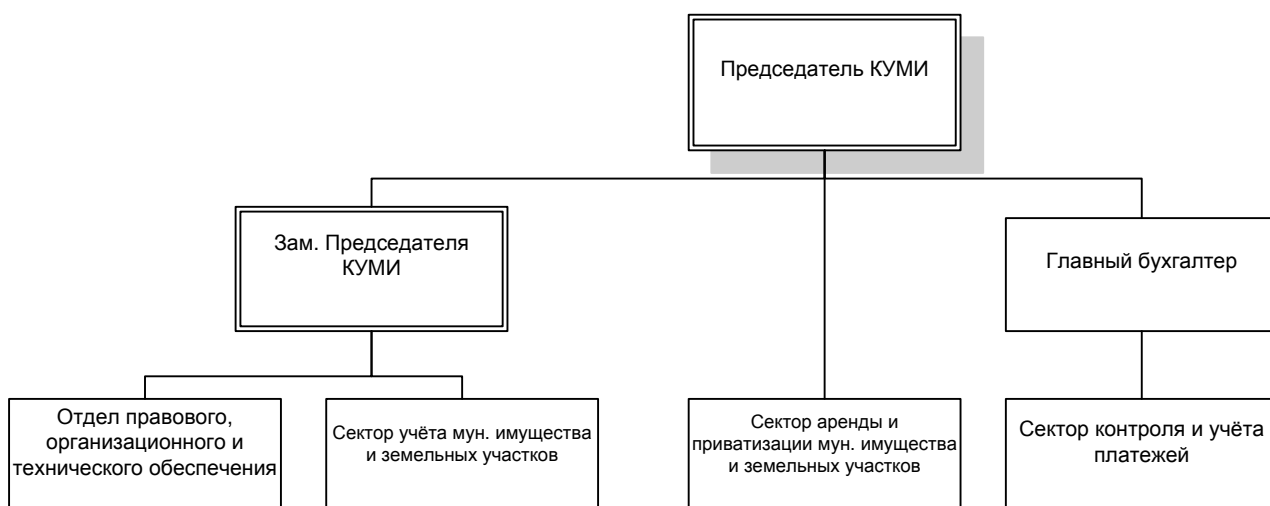 Председатель КУМИ
Зам. Председателя
КУМИ
Главный бухгалтер
Отдел правового,
организационного и
технического обеспечения
Сектор учёта мун. имущества
и земельных участков
Сектор аренды и
приватизации мун. имущества
и земельных участков
Сектор контроля и учёта
платежей